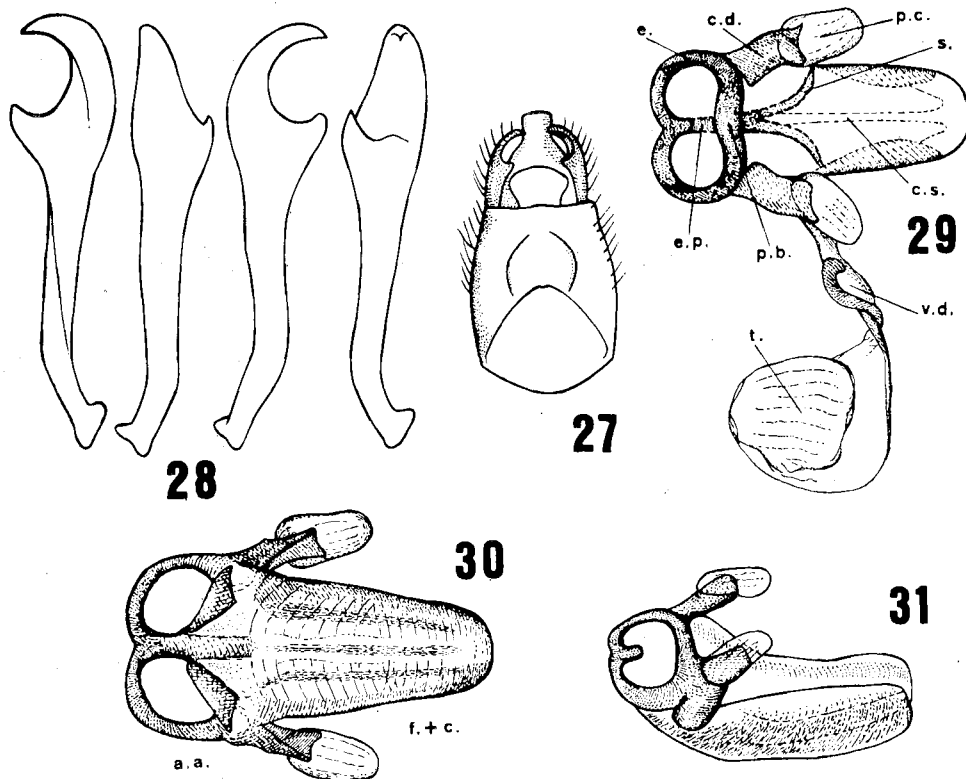 c.d.
p.c.
e.
s.
c.s.
29
e.p.
p.b.
v.d.
t.
27
28
30
31
f. + c.
a.a.